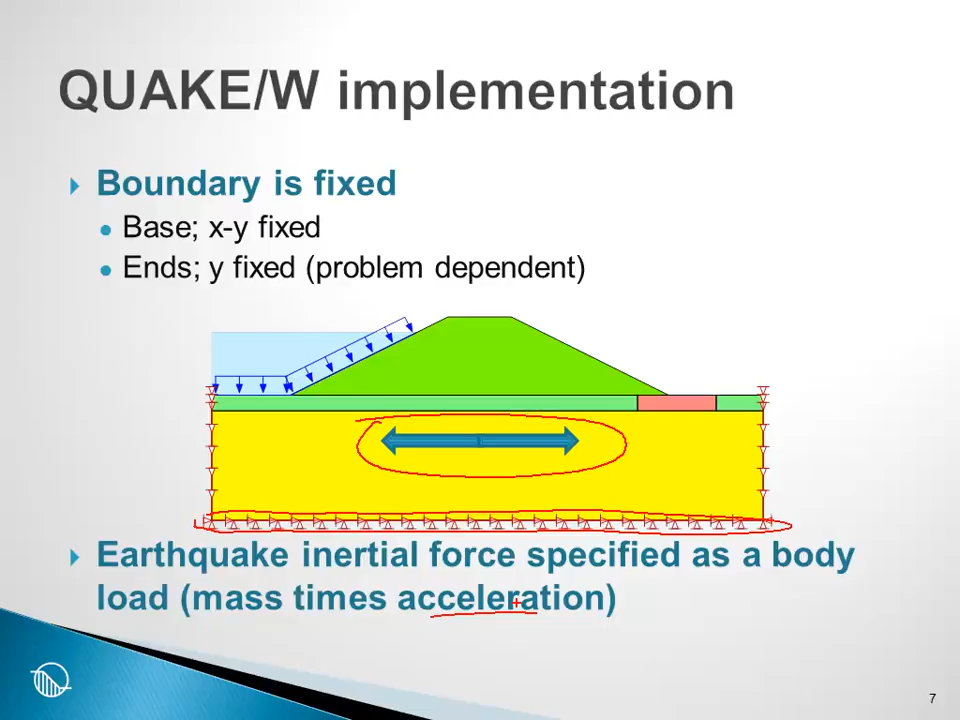 QUAKE/W implementation
Boundary is fixed
Base; x-y fixed
Ends; y fixed (problem dependent)
Earthquake inertial force specified as a body
load (mass times acceleration)
7